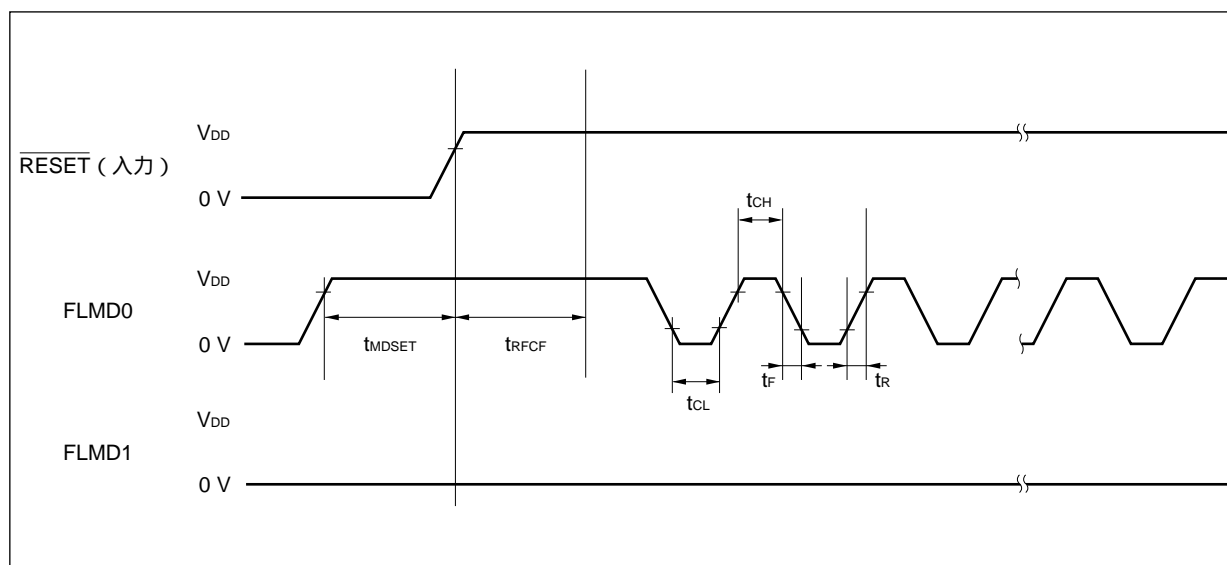 VDD
RESET（入力）
0 V
tCH
VDD
FLMD0
0 V
tMDSET
tRFCF
tF
tR
tCL
VDD
FLMD1
0 V